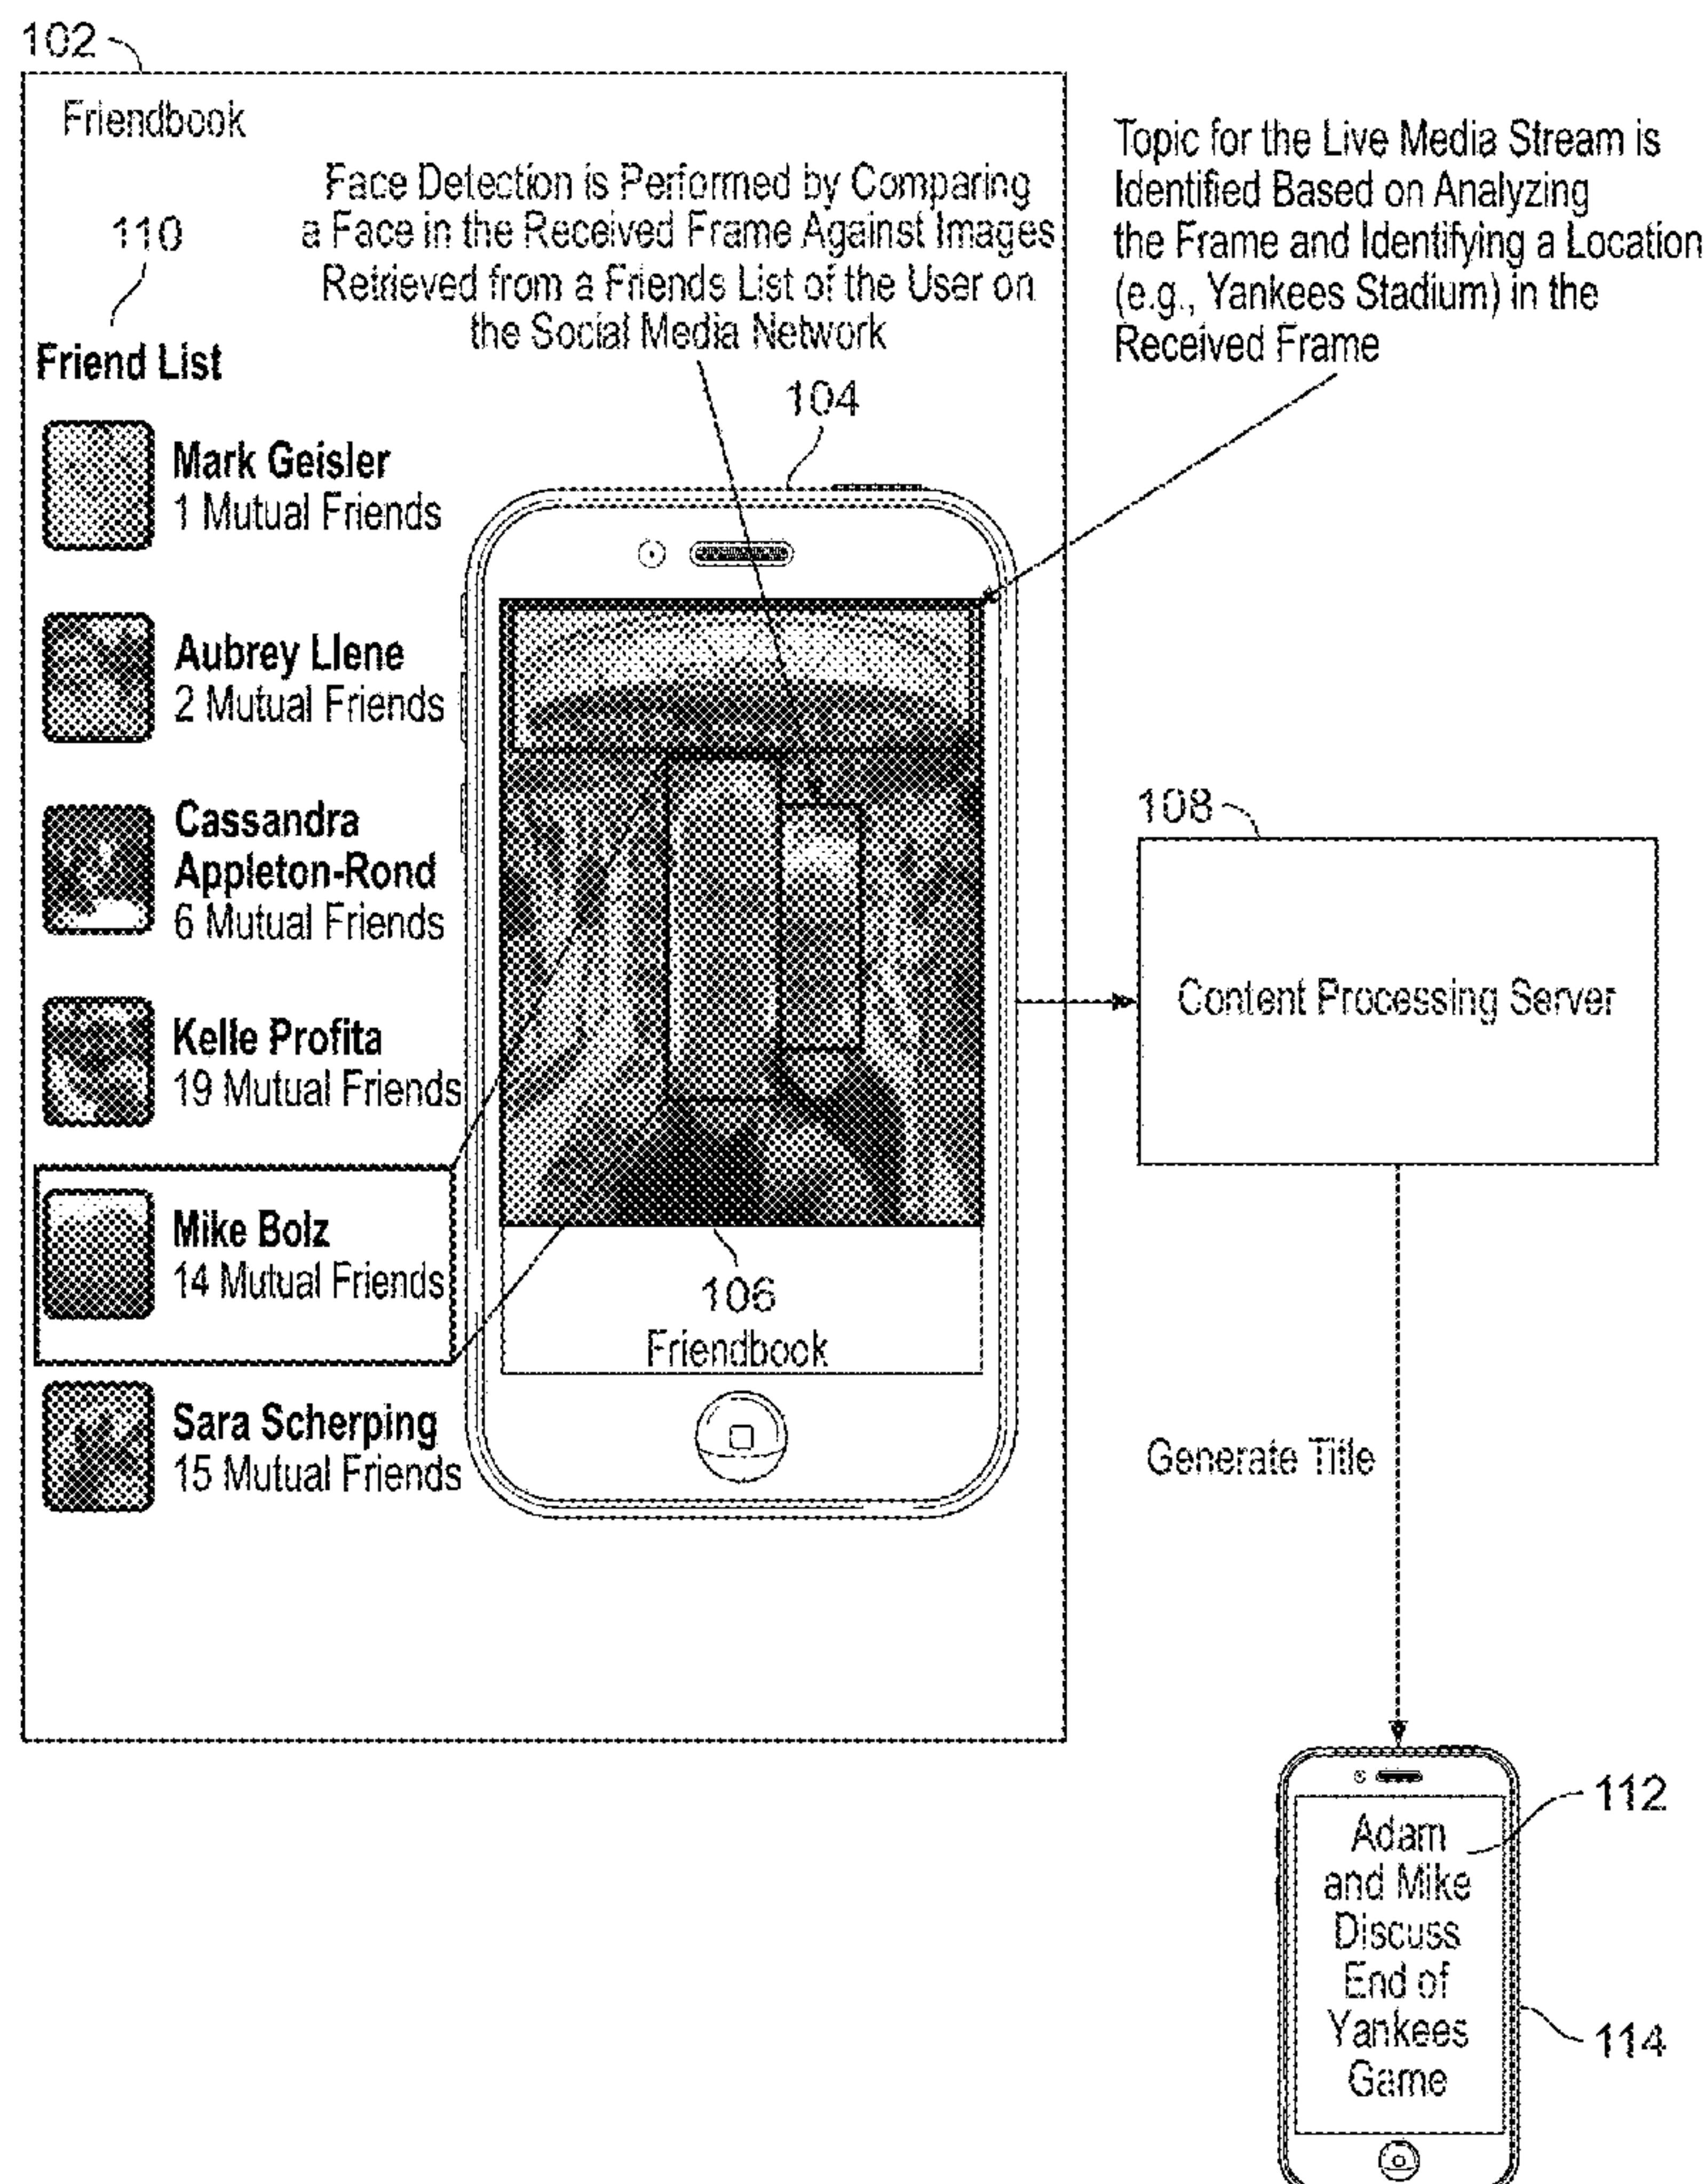 102
Friendbook
110
Face Detection is Performed by Comparing
a Face in the Received Frame Against Images
Retrieved from a Friends List of the User on
the Social Media Network
Topic for the Live Media Stream is
Identified Based on Analyzing
the Frame and Identifying a Location
(e.g., Yankees Stadium) in the
Received Frame
Friend List
104
Mark Geisler
1 Mutual Friends
Aubrey Llene
2 Mutual Friends
Cassandra
Appleton-Rond
6 Mutual Friends
Kelle Profita
19 Mutual Friends
Mike Bolz
14 Mutual Friends
Sara Scherping
15 Mutual Friends
106
Friendbook
108
Content Processing Server
Generate Title
112
Adam
and Mike
Discuss
End of
Yankees
Game
114